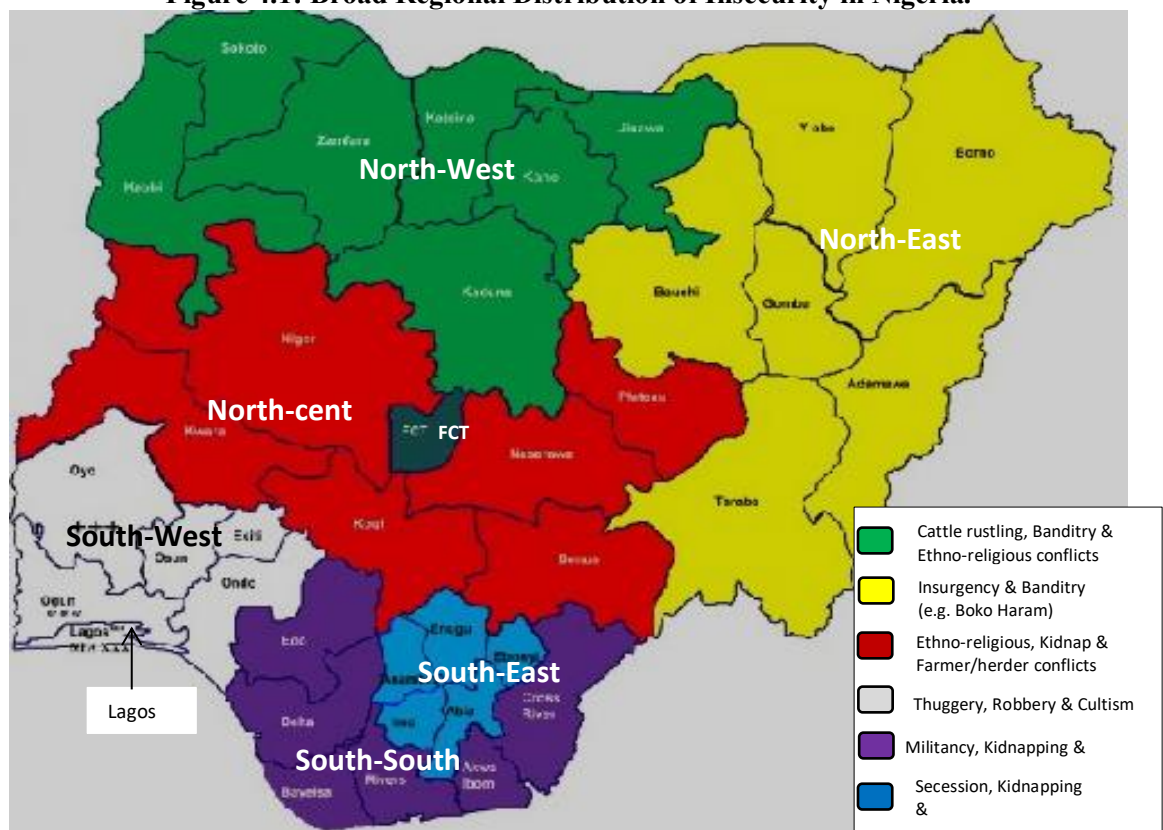 Figure 4.1: Broad Regional Distribution of Insecurity in Nigeria.
Sokoto
Katsina
Jigawa
Yobe
Borno
Zamfara
North-West
Kano
Kebbi
North-East
Kaduna
Bauchi
Gombe
Niger
Adamawa
Plateau
North-cent
FCT
FCT
Kwara
Nasarawa
Oyo
Taraba
Kogi
South-West
Ekiti
Osun
Benue
Ondo
Ogun
Lagos
Edo
Enugu
Ebonyi
South-East
Cross
River
Lagos
Delta
Imo
Abia
South-South
Akwa
Ibom
Rivers
Bayelsa
Cattle rustling, Banditry &
Ethno-religious conflicts
Insurgency & Banditry
(e.g. Boko Haram)
Ethno-religious, Kidnap &
Farmer/herder conflicts
Thuggery, Robbery & Cultism
Militancy, Kidnapping &
Secession, Kidnapping
&